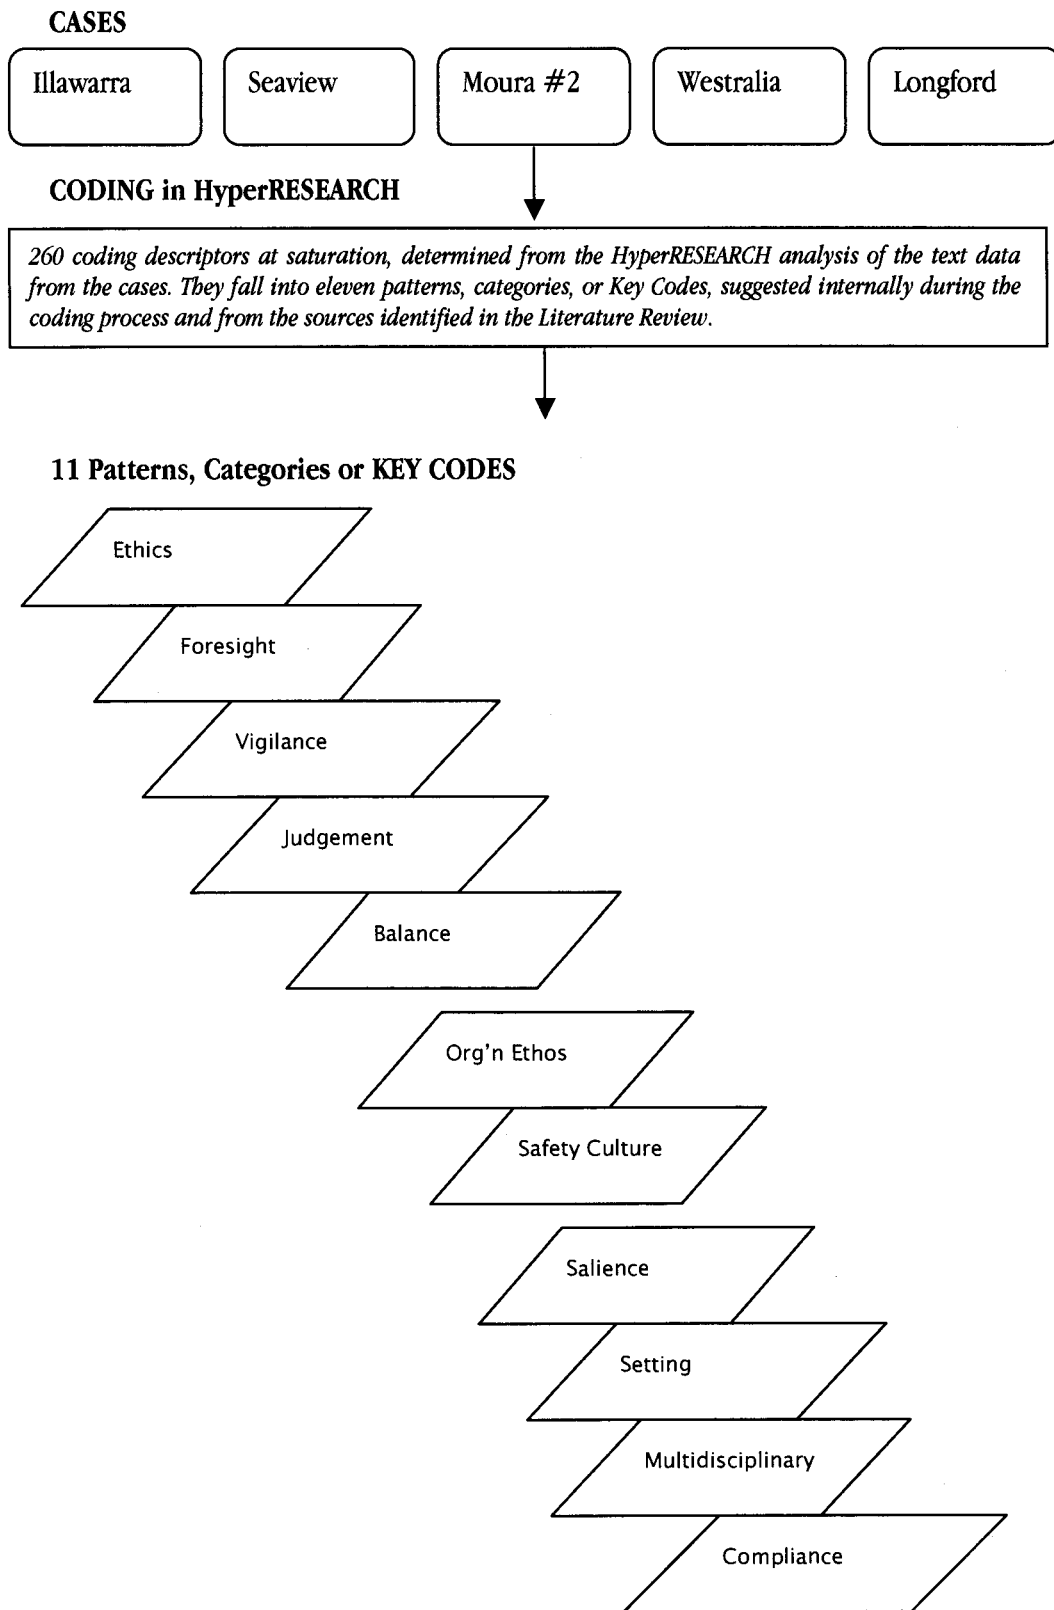 CASES
Illawarra Seaview Moura #2 Westralia Longford
CODING in HyperRESEARCH
260 coding descriptors at saturation, determined from the HyperRESEARCH analysis of the text data
from the cases. They fall into eleven patterns, categories, or Key Codes, suggested internally during the
coding process and from the sources identified in the Literature Review.
11 Patterns, Categories or KEY CODES
Ethics
Foresight
Vigilance
Judgement
Balance
Org'n Ethos
Safety Culture
Salience
Setting
Multidisciplinary
Compliance